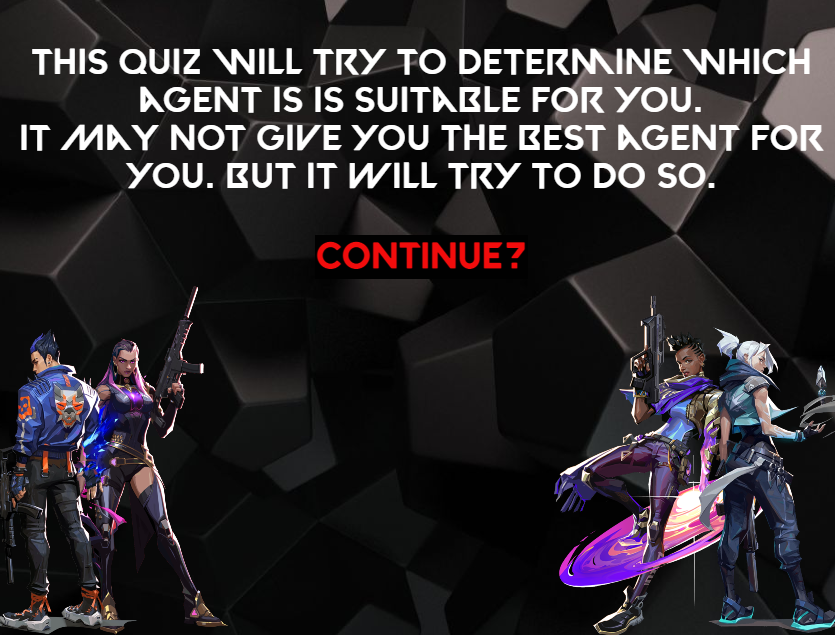 THIS QUIZ WILL TRY TO DETERMINE WHICH
AGENT IS IS SUITABLE FOR YOU.
IT MAY NOT GIVE YOU THE BEST AGENT FOR
YOU. BUT IT WILL TRY TO DO SO.
CONTINUE?